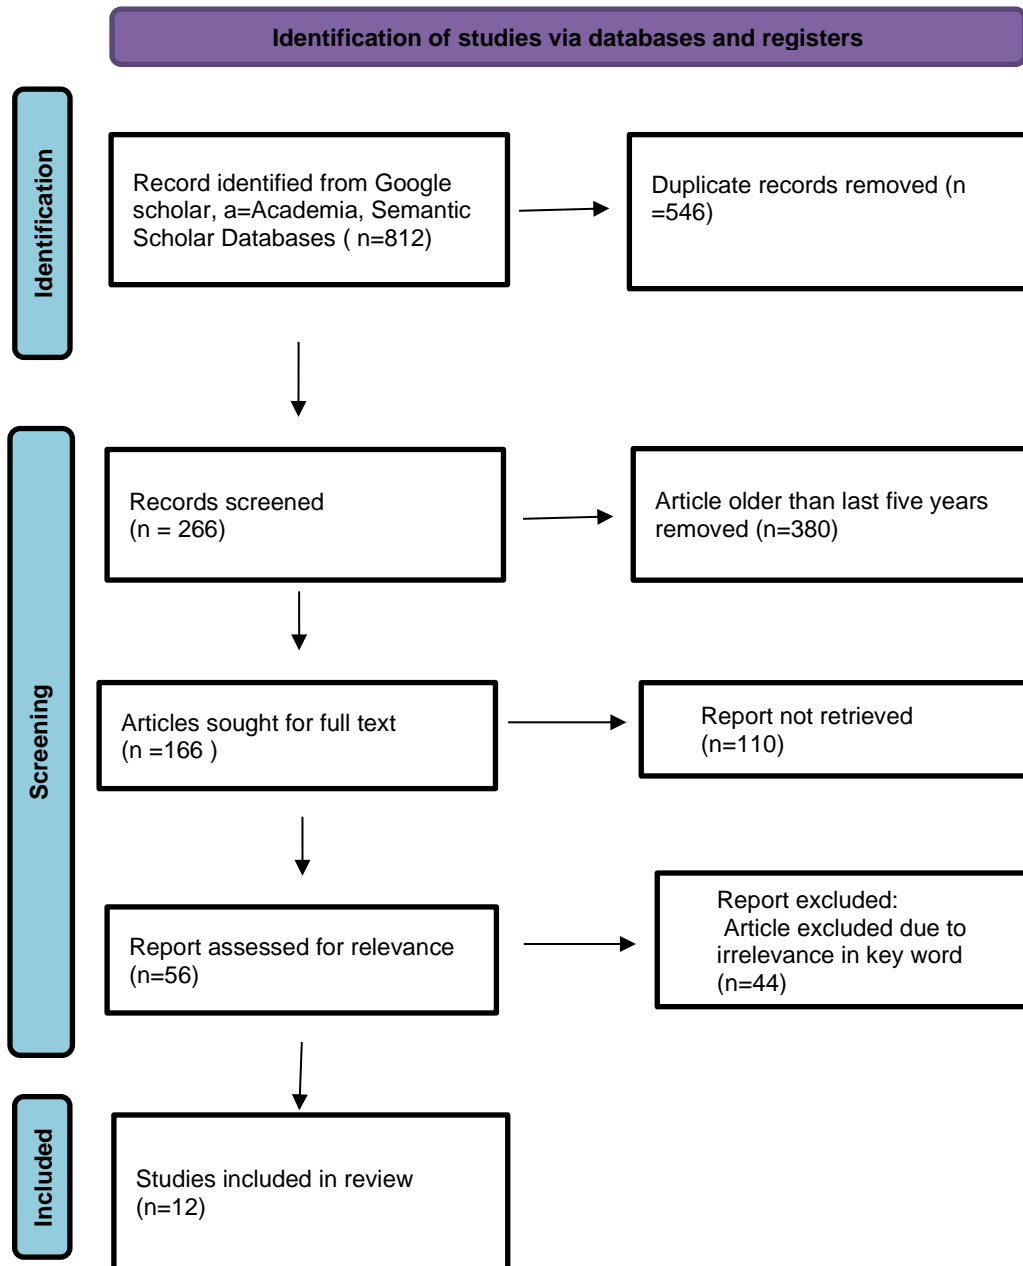 Identification of studies via databases and registers
Identification
Record identified from Google
scholar, a=Academia, Semantic
Scholar Databases ( n=812)
Duplicate records removed (n
=546)
Screening
Records screened
(n = 266)
Article older than last five years
removed (n=380)
Articles sought for full text
(n =166 )
Report not retrieved
(n=110)
Report assessed for relevance
(n=56)
Report excluded:
Article excluded due to
irrelevance in key word
(n=44)
Included
Studies included in review
(n=12)